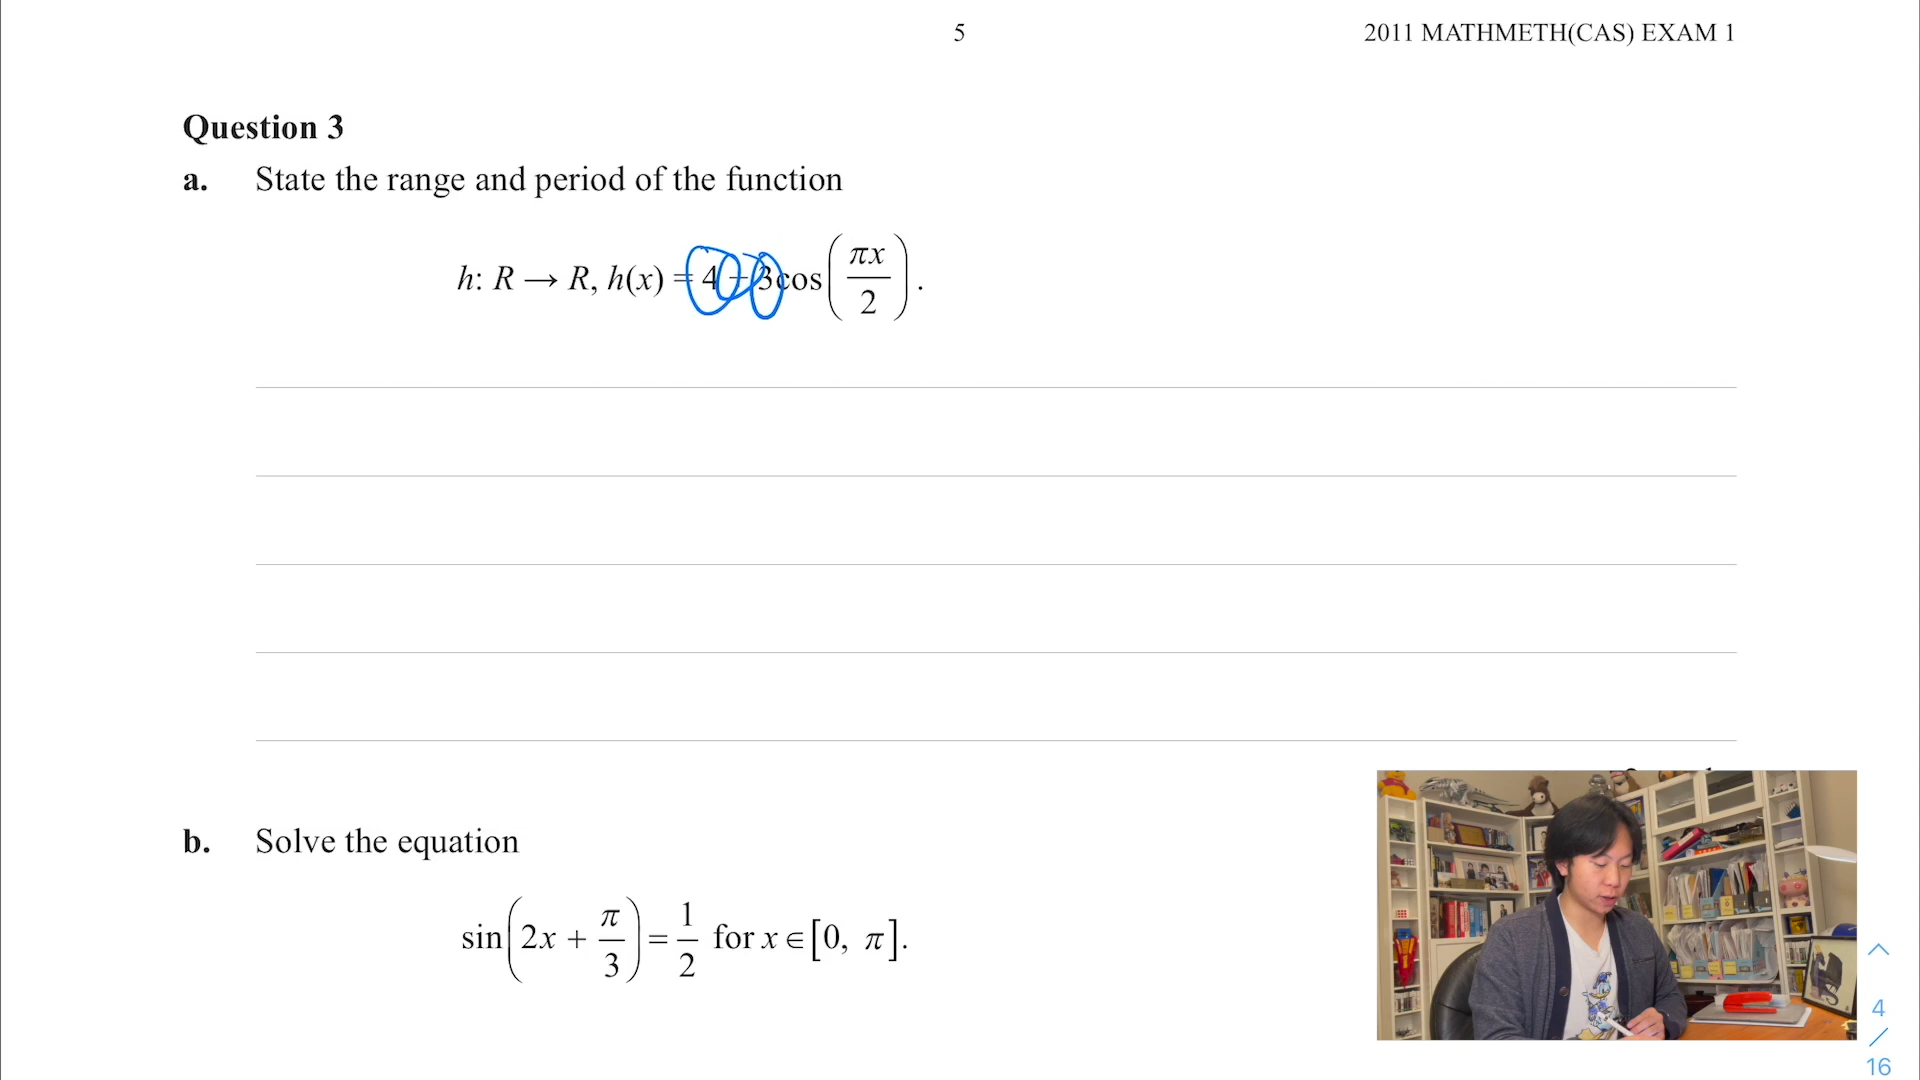 5
2011 MATHMETH(CAS) EXAM 1
Question 3
a. State the range and period of the function
h: R → R, h(x) = 4 − 3cos(πx/2).
b. Solve the equation
sin(2x + π/3) = 1/2 for x ∈ [0, π].
4
/
16